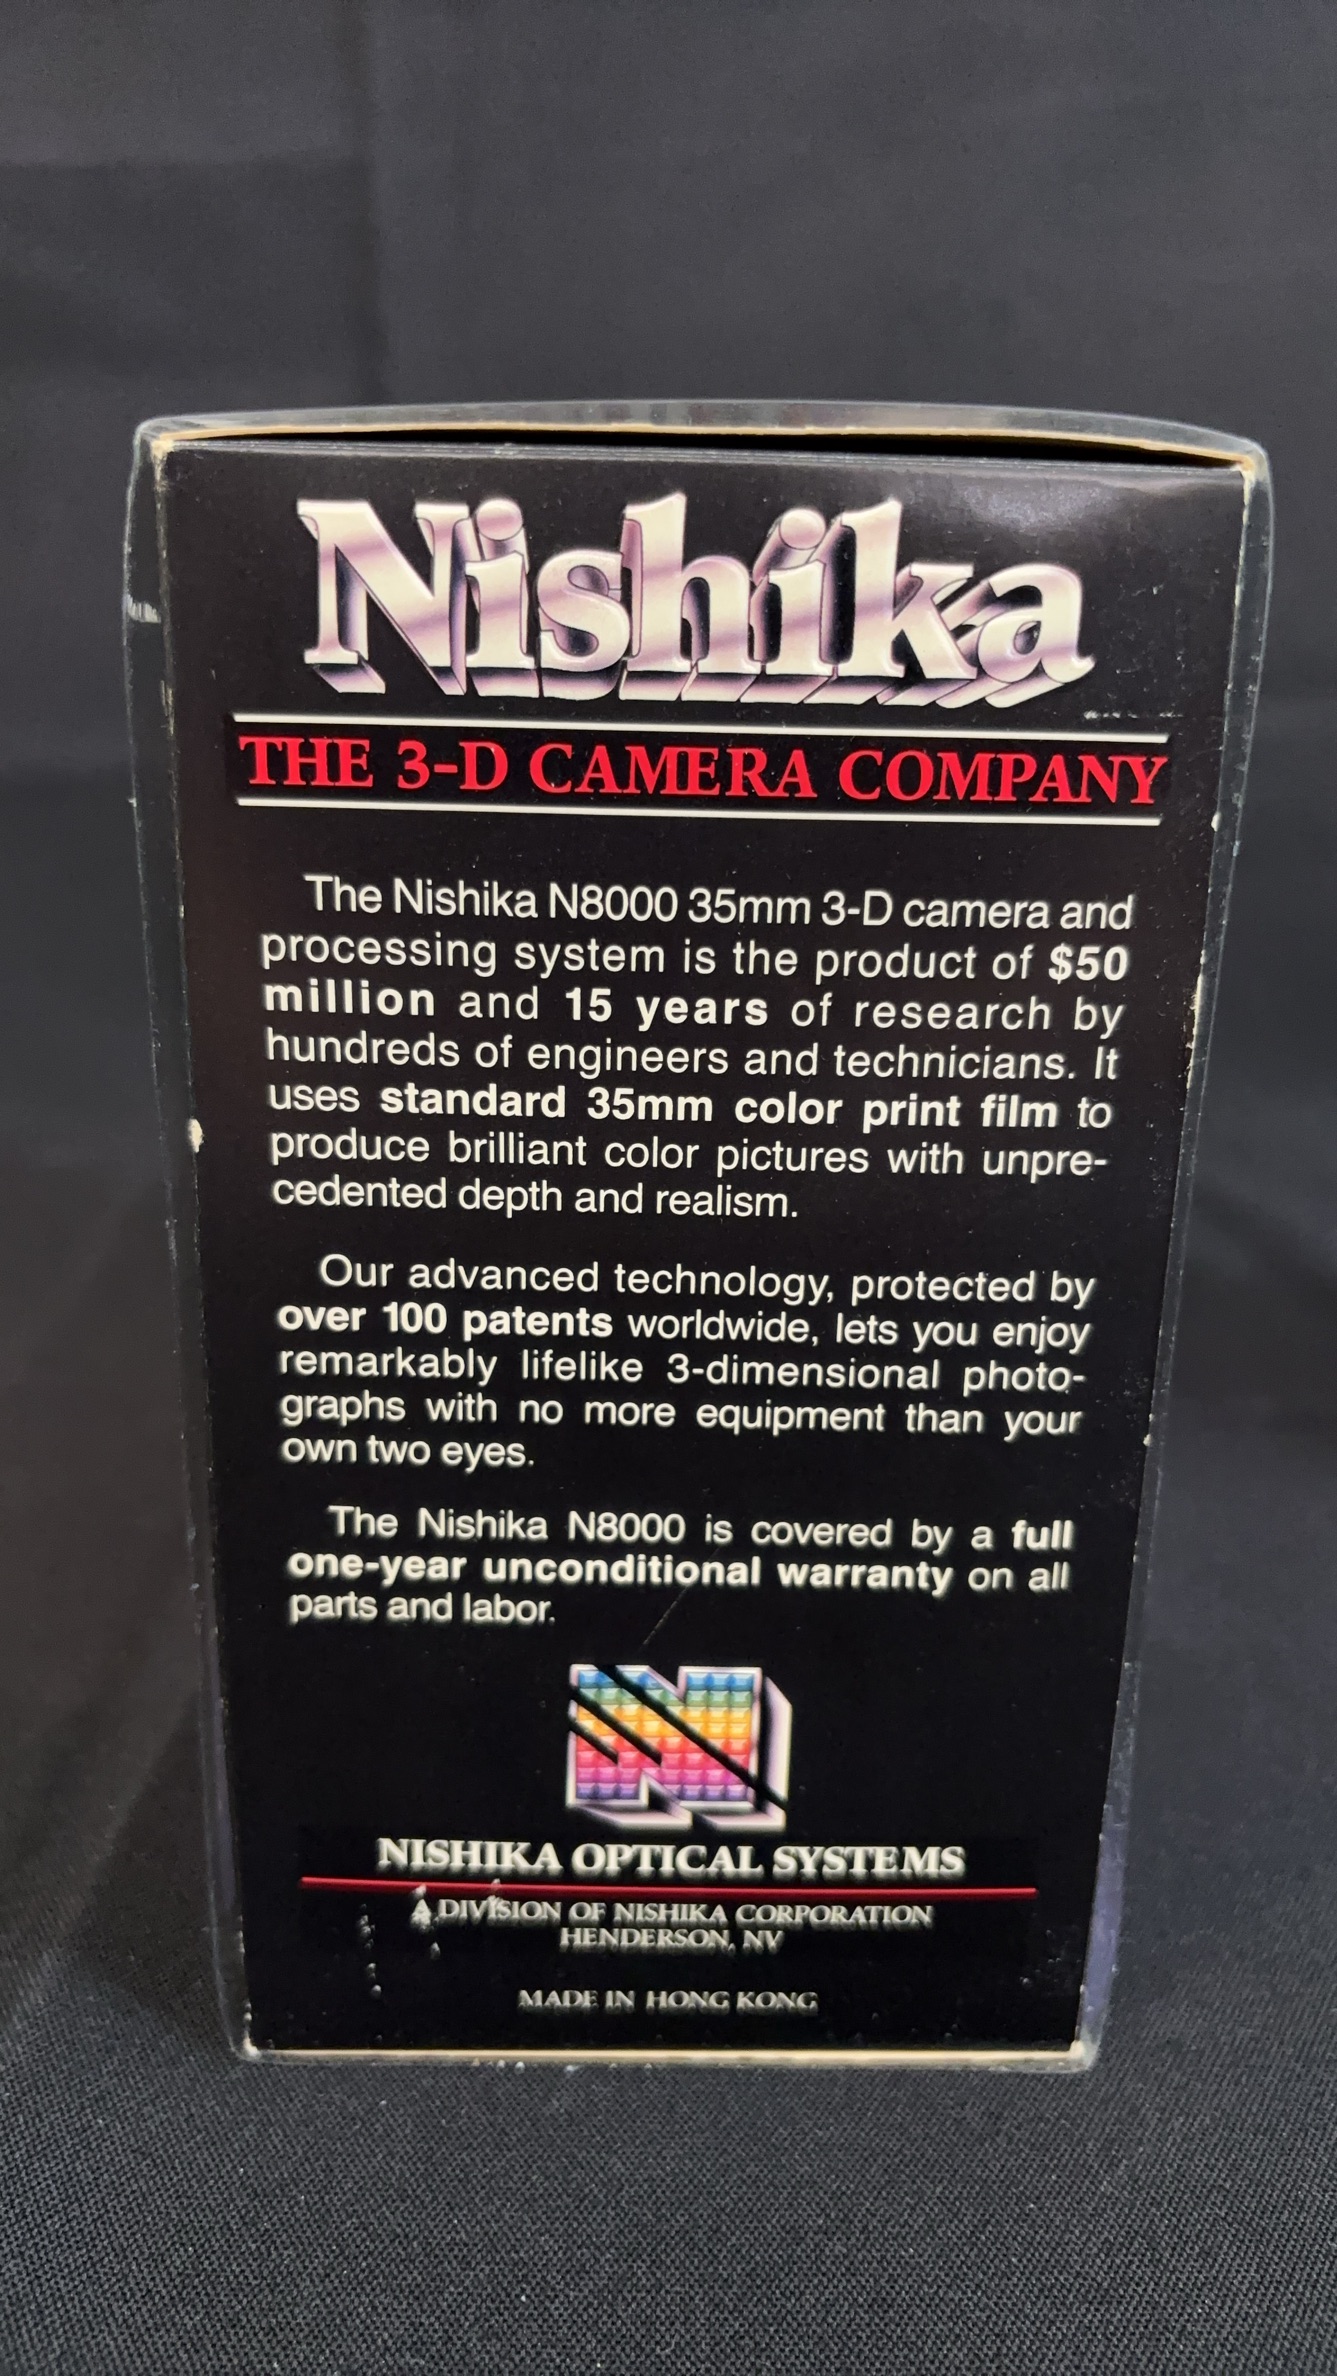 Nishika
THE 3-D CAMERA COMPANY
The Nishika N8000 35mm 3-D camera and
processing system is the product of $50
million and 15 years of research by
hundreds of engineers and technicians. It
uses standard 35mm color print film to
produce brilliant color pictures with unpre-
cedented depth and realism.
Our advanced technology, protected by
over 100 patents worldwide, lets you enjoy
remarkably lifelike 3-dimensional photo-
graphs with no more equipment than your
own two eyes.
The Nishika N8000 is covered by a full
one-year unconditional warranty on all
parts and labor.
N
NISHIKA OPTICAL SYSTEMS
A DIVISION OF NISHIKA CORPORATION
HENDERSON, NV
MADE IN HONG KONG